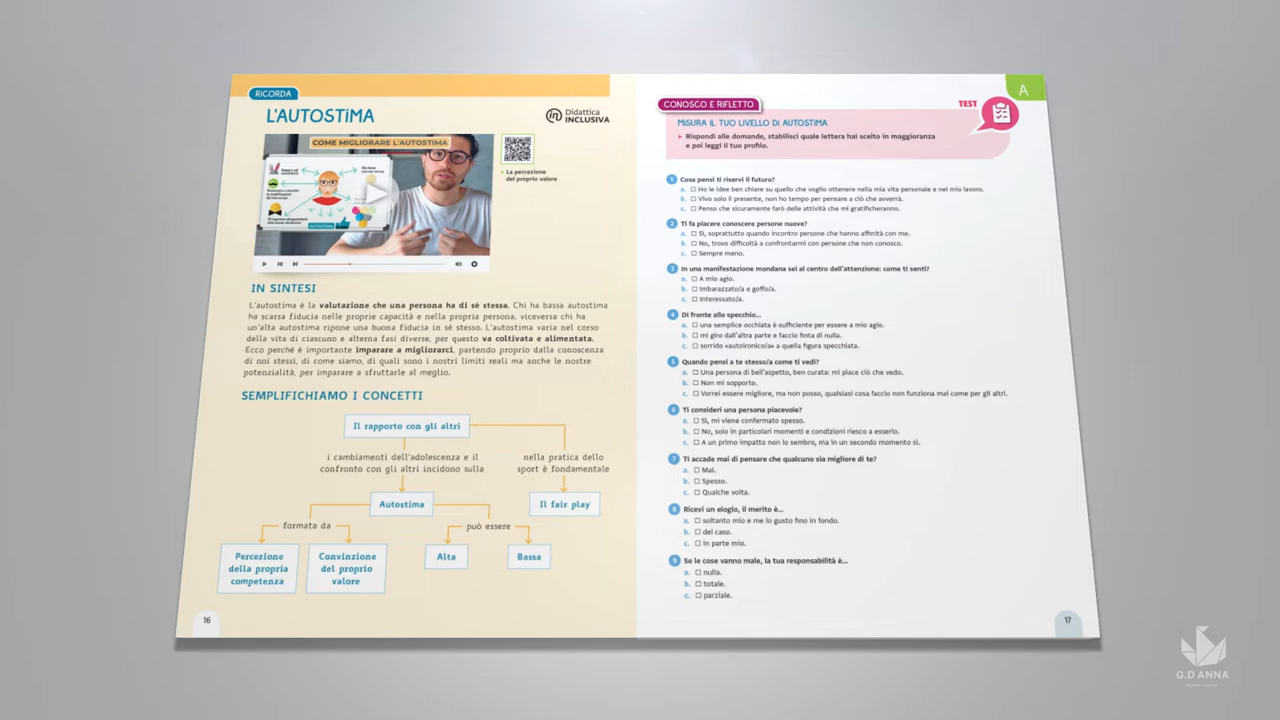 RICORDA
L'AUTOSTIMA
Didattica
INCLUSIVA
COME MIGLIORARE L'AUTOSTIMA
AUTOSTIMA
La percezione
del proprio valore
IN SINTESI
L'autostima è la valutazione che una persona ha di sé stessa. Chi ha bassa autostima
ha scarsa fiducia nelle proprie capacità e nella propria persona, viceversa chi ha
un'alta autostima ripone una buona fiducia in sé stesso. L'autostima varia nel corso
della vita di ciascuno e alterna fasi diverse, per questo va coltivata e alimentata.
Ecco perché è importante imparare a migliorarci, partendo proprio dalla conoscenza
di noi stessi, di come siamo, di quali sono i nostri limiti reali ma anche le nostre
potenzialità, per imparare a sfruttarle al meglio.
SEMPLIFICHIAMO I CONCETTI
Il rapporto con gli altri
i cambiamenti dell'adolescenza e il
confronto con gli altri incidono sulla
nella pratica dello
sport è fondamentale
Autostima
Il fair play
formata da
può essere
Percezione
della propria
competenza
Convinzione
del proprio
valore
Alta
Bassa
16
A
CONOSCO E RIFLETTO
TEST
MISURA IL TUO LIVELLO DI AUTOSTIMA
Rispondi alle domande, stabilisci quale lettera hai scelto in maggioranza
e poi leggi il tuo profilo.
1 Cosa pensi ti riservi il futuro?
a. ☐ Ho le idee ben chiare su quello che voglio ottenere nella mia vita personale e nel mio lavoro.
b. ☐ Vivo solo il presente, non ho tempo per pensare a ciò che avverrà.
c. ☐ Penso che sicuramente farò delle attività che mi gratificheranno.
2 Ti fa piacere conoscere persone nuove?
a. ☐ Sì, soprattutto quando incontro persone che hanno affinità con me.
b. ☐ No, trovo difficoltà a confrontarmi con persone che non conosco.
c. ☐ Sempre meno.
3 In una manifestazione mondana sei al centro dell'attenzione: come ti senti?
a. ☐ A mio agio.
b. ☐ Imbarazzato/a e goffo/a.
c. ☐ Interessato/a.
4 Di fronte allo specchio...
a. ☐ una semplice occhiata è sufficiente per essere a mio agio.
b. ☐ mi giro dall'altra parte e faccio finta di nulla.
c. ☐ sorrido «autoironico/a» a quella figura specchiata.
5 Quando pensi a te stesso/a come ti vedi?
a. ☐ Una persona di bell'aspetto, ben curata: mi piace ciò che vedo.
b. ☐ Non mi sopporto.
c. ☐ Vorrei essere migliore, ma non posso, qualsiasi cosa faccio non funziona mai come per gli altri.
6 Ti consideri una persona piacevole?
a. ☐ Sì, mi viene confermato spesso.
b. ☐ No, solo in particolari momenti e condizioni riesco a esserlo.
c. ☐ A un primo impatto non lo sembro, ma in un secondo momento sì.
7 Ti accade mai di pensare che qualcuno sia migliore di te?
a. ☐ Mai.
b. ☐ Spesso.
c. ☐ Qualche volta.
8 Ricevi un elogio, il merito è...
a. ☐ soltanto mio e me lo gusto fino in fondo.
b. ☐ del caso.
c. ☐ in parte mio.
9 Se le cose vanno male, la tua responsabilità è...
a. ☐ nulla.
b. ☐ totale.
c. ☐ parziale.
17
G.D ANNA